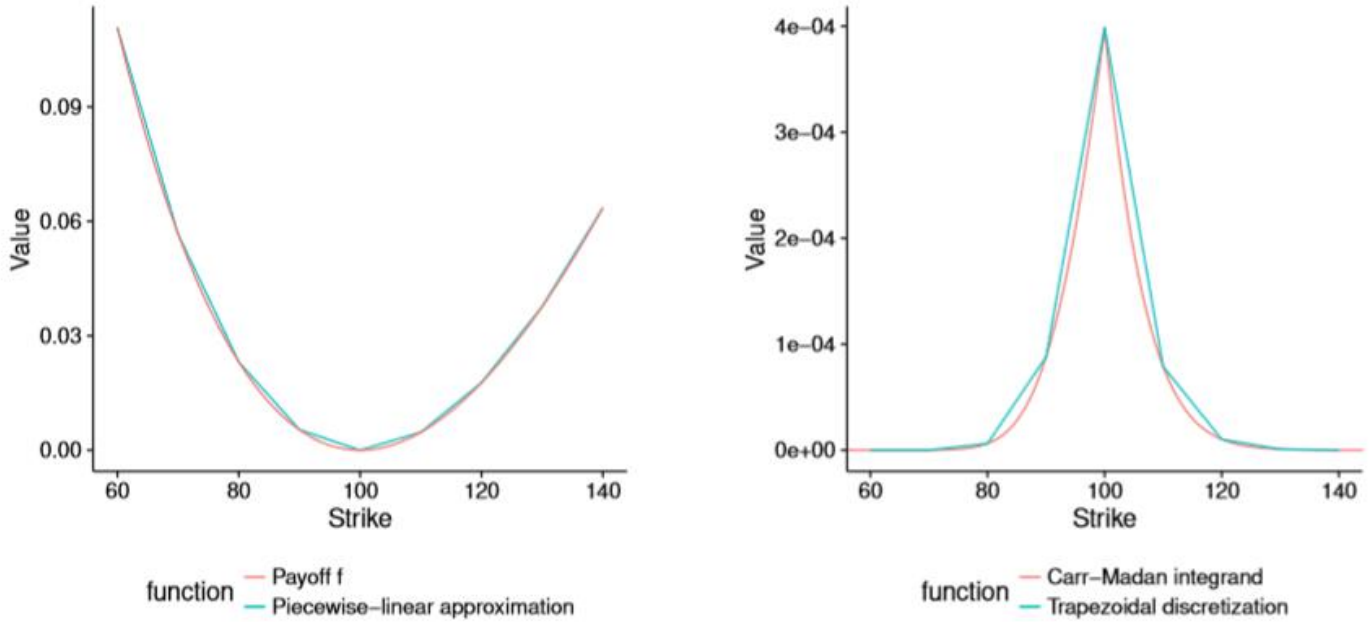 Value
0.09
0.06
0.03
0.00
60 80 100 120 140
Strike
function
Payoff f
Piecewise−linear approximation
Value
4e−04
3e−04
2e−04
1e−04
0e+00
60 80 100 120 140
Strike
function
Carr−Madan integrand
Trapezoidal discretization